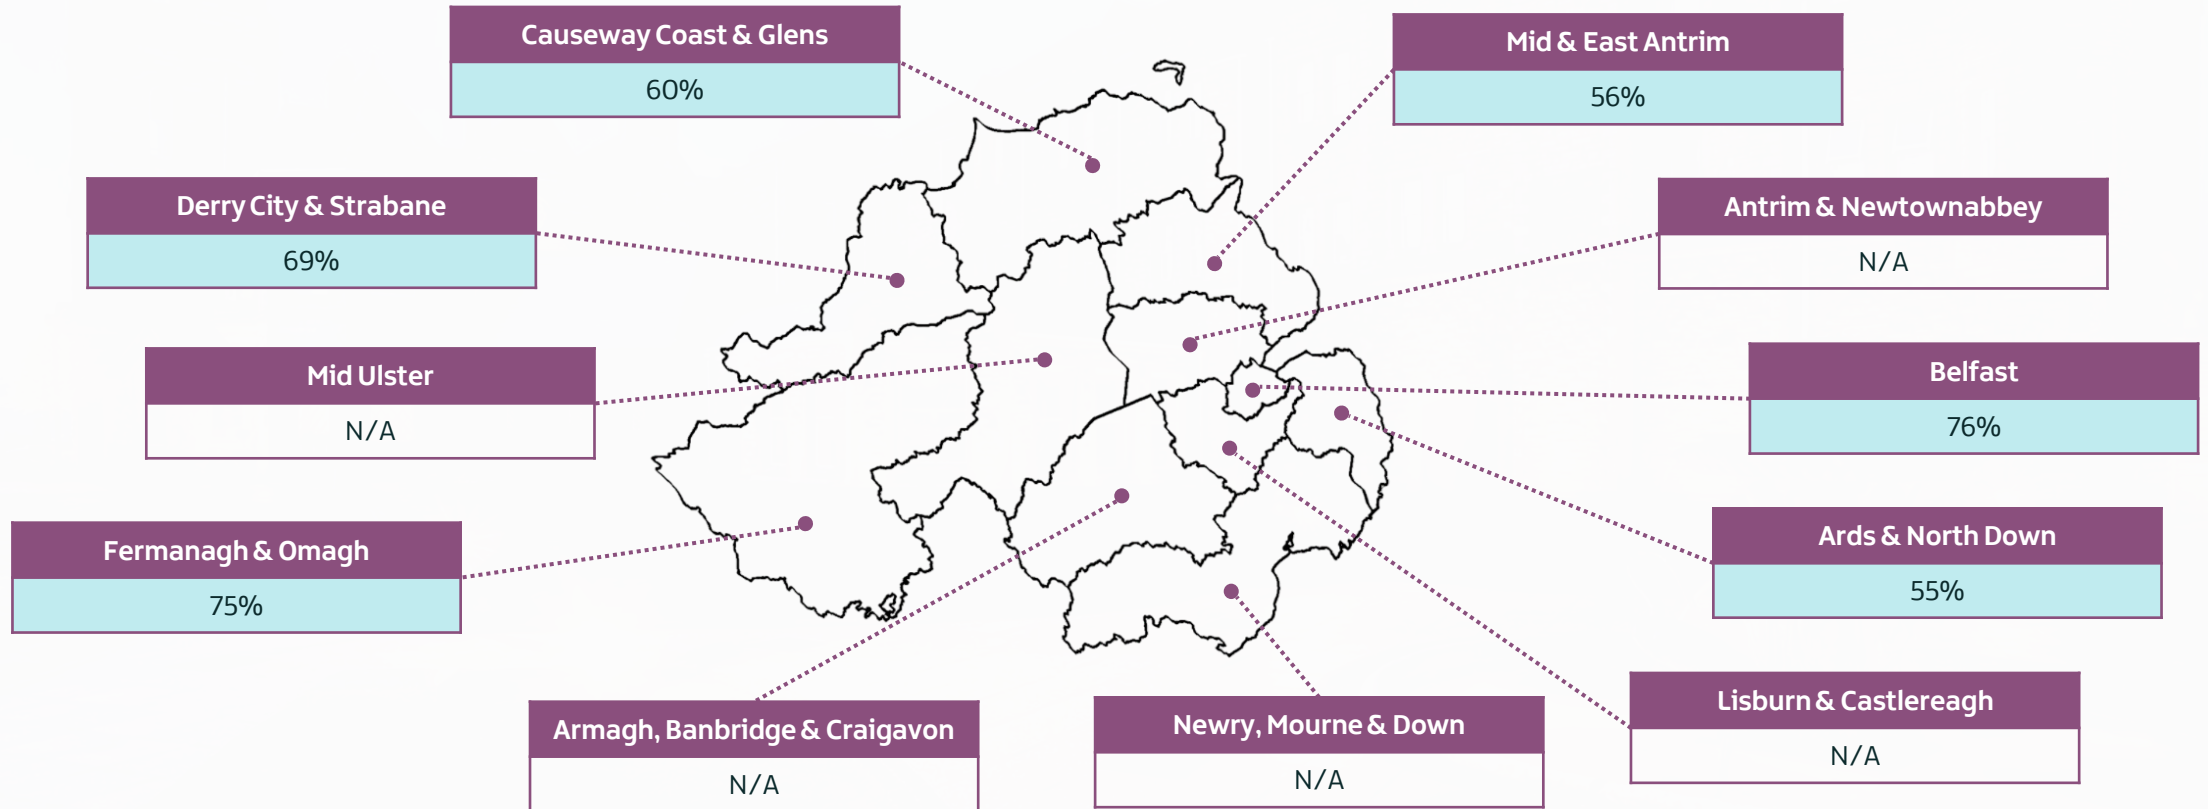 Causeway Coast & Glens
60%
Mid & East Antrim
56%
Derry City & Strabane
69%
Antrim & Newtownabbey
N/A
Mid Ulster
N/A
Belfast
76%
Fermanagh & Omagh
75%
Ards & North Down
55%
Armagh, Banbridge & Craigavon
N/A
Newry, Mourne & Down
N/A
Lisburn & Castlereagh
N/A